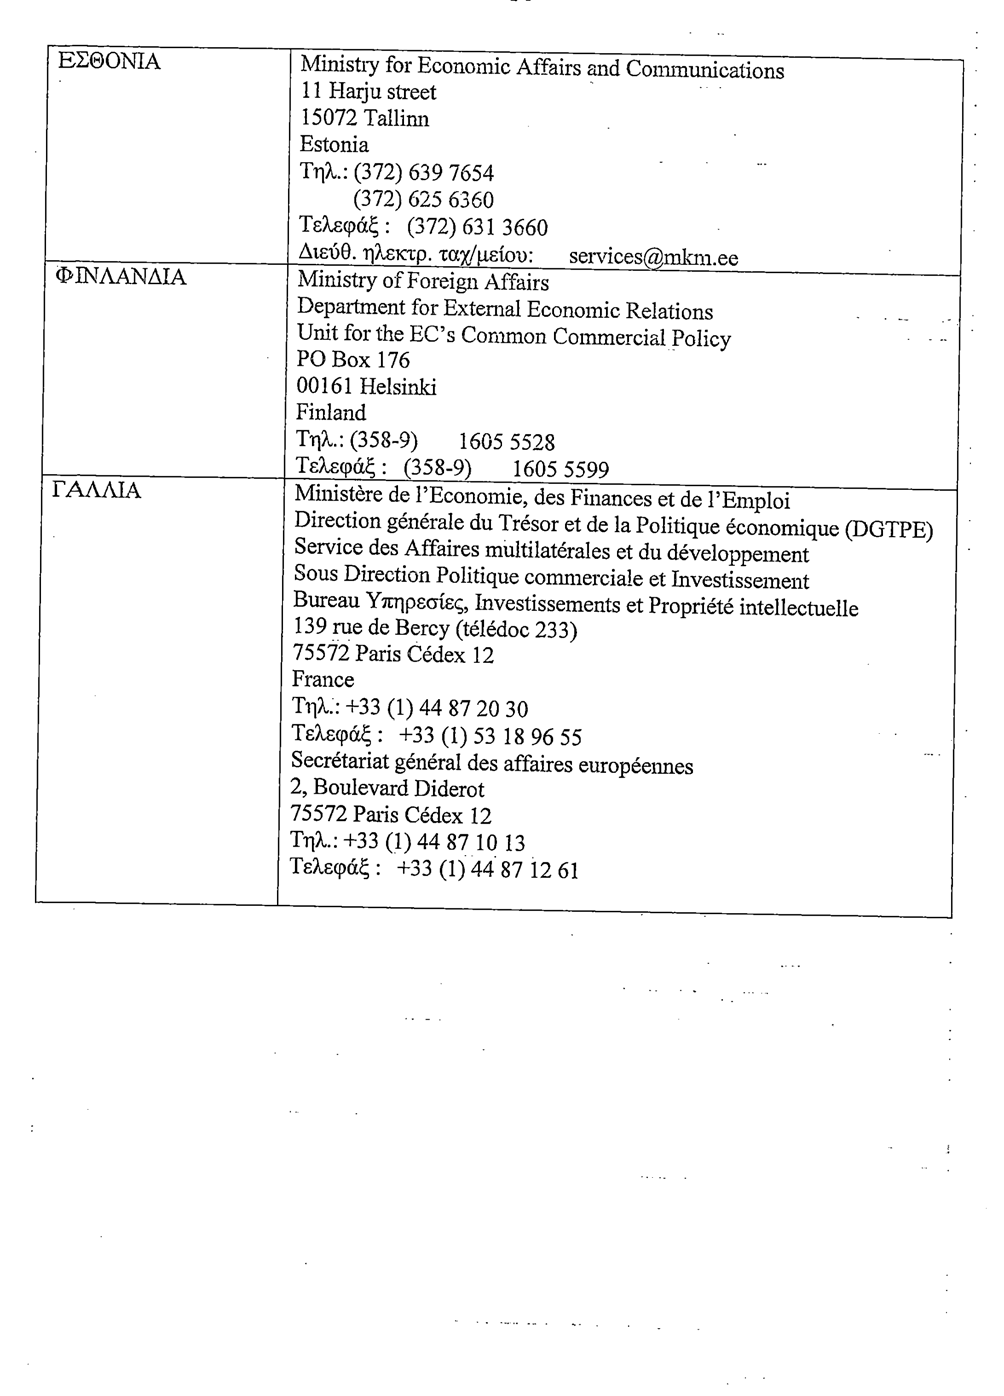 ΕΣΘΟΝΙΑ
Ministry for Economic Affairs and Communications
11 Harju street
15072 Tallinn
Estonia
Τηλ.: (372) 639 7654
(372) 625 6360
Τελεφάξ : (372) 631 3660
Διεύθ. ηλεκτρ. ταχ/μείου: services@mkm.ee
ΦΙΝΛΑΝΔΙΑ
Ministry of Foreign Affairs
Department for External Economic Relations
Unit for the EC's Common Commercial Policy
PO Box 176
00161 Helsinki
Finland
Τηλ.: (358-9) 1605 5528
Τελεφάξ : (358-9) 1605 5599
ΓΑΛΛΙΑ
Ministère de l'Economie, des Finances et de l'Emploi
Direction générale du Trésor et de la Politique économique (DGTPE)
Service des Affaires multilatérales et du développement
Sous Direction Politique commerciale et Investissement
Bureau Υπηρεσίες, Investissements et Propriété intellectuelle
139 rue de Bercy (télédoc 233)
75572 Paris Cédex 12
France
Τηλ.: +33 (1) 44 87 20 30
Τελεφάξ : +33 (1) 53 18 96 55
Secrétariat général des affaires européennes
2, Boulevard Diderot
75572 Paris Cédex 12
Τηλ.: +33 (1) 44 87 10 13
Τελεφάξ : +33 (1) 44 87 12 61